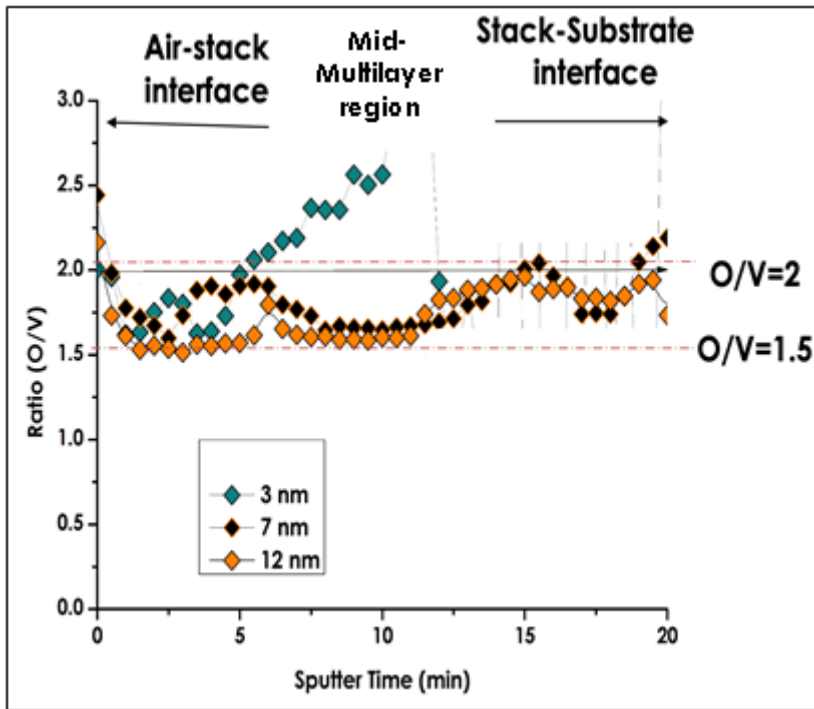 Air-stack
interface
Mid-
Multilayer
region
Stack-Substrate
interface
3.0
2.5
2.0
1.5
1.0
0.5
0.0
Ratio (O/V)
O/V=2
O/V=1.5
3 nm
7 nm
12 nm
0
5
10
15
20
Sputter Time (min)